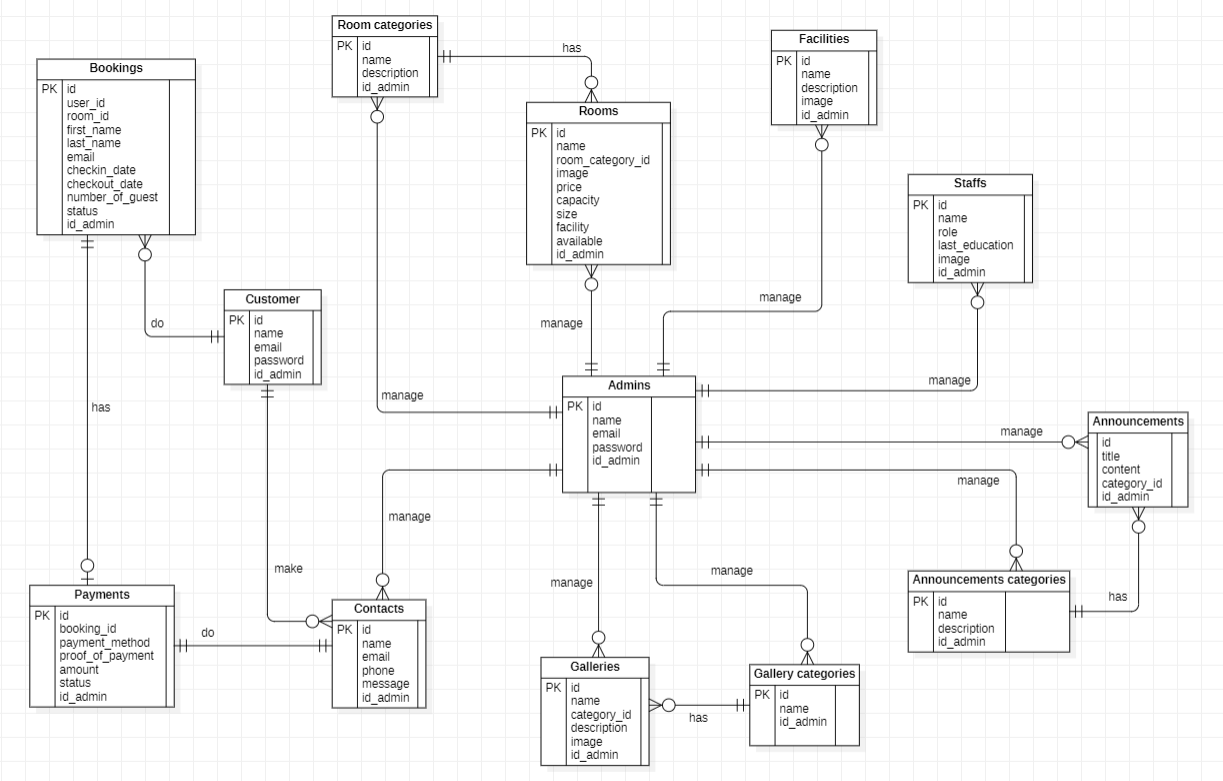 Room categories
PK
id
name
description
id_admin
has
Facilities
PK
id
name
description
image
id_admin
Bookings
PK
id
user_id
room_id
first_name
last_name
email
checkin_date
checkout_date
number_of_guest
status
id_admin
Rooms
PK
id
name
room_category_id
image
price
capacity
size
facility
available
id_admin
Staffs
PK
id
name
role
last_education
image
id_admin
Customer
PK
id
name
email
password
id_admin
do
manage
manage
manage
manage
has
Admins
PK
id
name
email
password
id_admin
manage
manage
Announcements
id
title
content
category_id
id_admin
manage
make
manage
manage
has
Announcements categories
PK
id
name
description
id_admin
Payments
PK
id
booking_id
payment_method
proof_of_payment
amount
status
id_admin
do
Contacts
PK
id
name
email
phone
message
id_admin
Galleries
PK
id
name
category_id
description
image
id_admin
has
Gallery categories
PK
id
name
id_admin